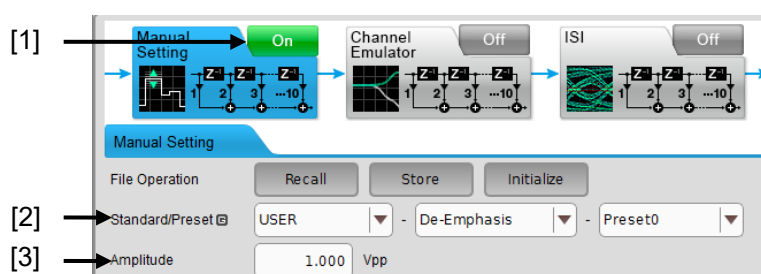 [1] Manual Setting On Channel Emulator Off ISI Off
Z-1 Z-1 Z-1 Z-1 Z-1 Z-1 Z-1 Z-1 Z-1
1 2 3 ...10 1 2 3 ...10 1 2 3 ...10
Manual Setting
File Operation Recall Store Initialize
[2] Standard/Preset C USER - De-Emphasis - Preset0
[3] Amplitude 1.000 Vpp